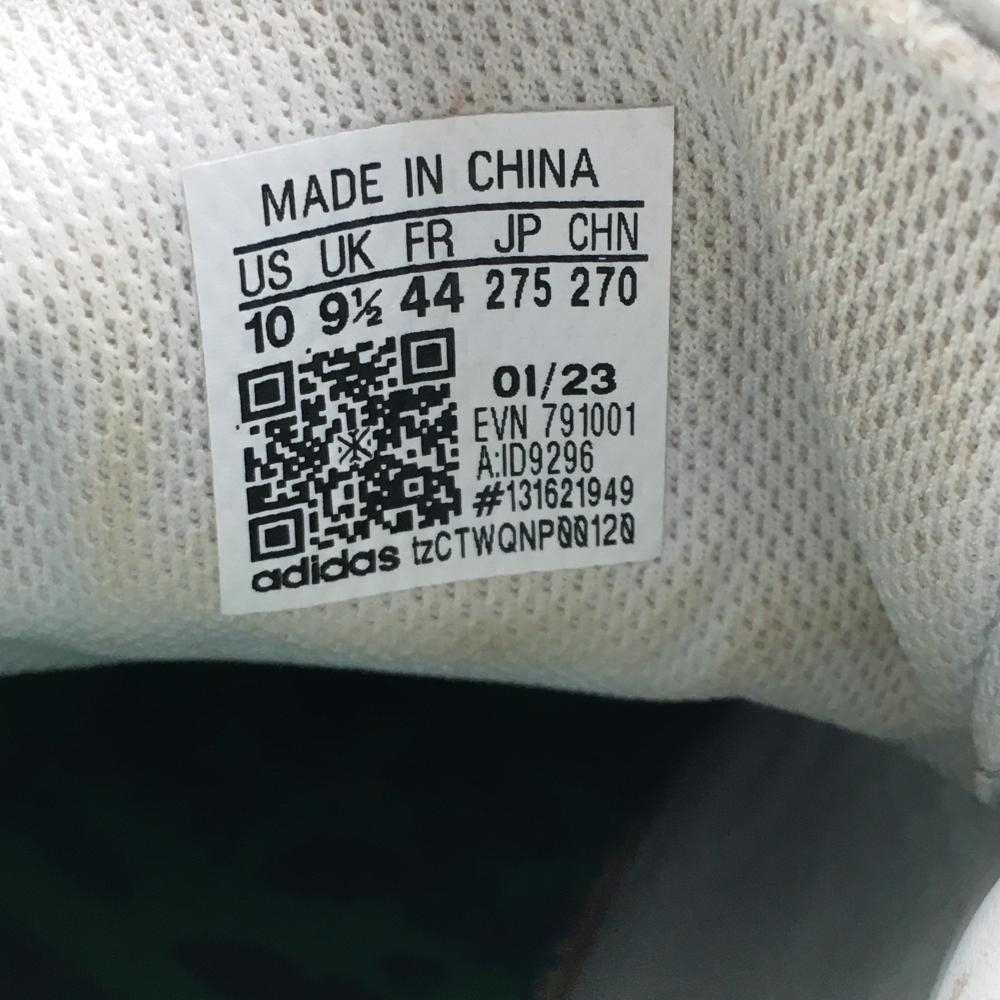 MADE IN CHINA
US UK FR JP CHN
10 9½ 44 275 270
01/23
EVN 791001
A:ID9296
#131621949
adidas tzCTWQNP00120